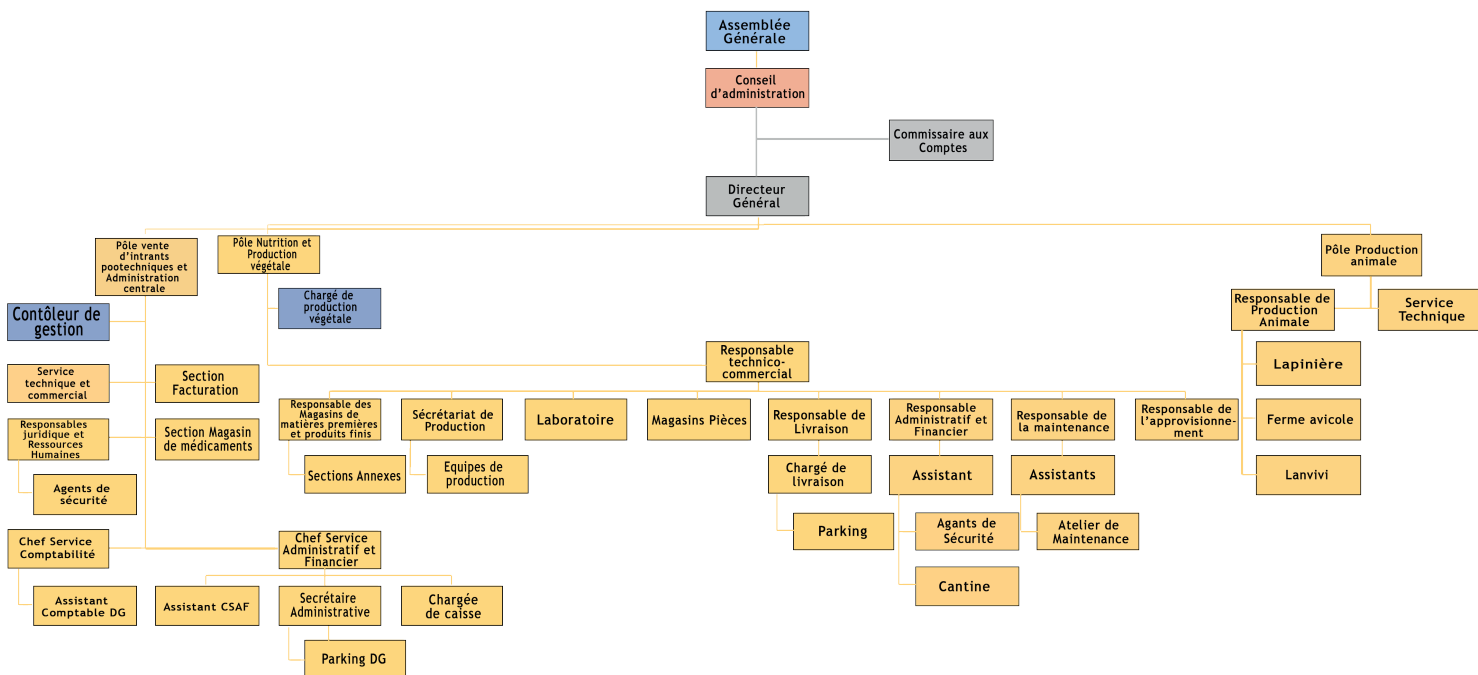 Assemblée
Générale
Conseil
d'administration
Commissaire aux
Comptes
Directeur
Général
Pôle vente
d'intrants
pootechniques et
Administration
centrale
Pôle Nutrition et
Production
végétale
Pôle Production
animale
Contôleur de
gestion
Chargé de
production
végétale
Responsable de
Production
Animale
Service
Technique
Service
technique et
commercial
Section
Facturation
Responsable
technico-
commercial
Lapinière
Responsables
juridique et
Ressources
Humaines
Section Magasin
de médicaments
Responsable des
Magasins de
matières premières
et produits finis
Sécrétariat de
Production
Laboratoire
Magasins Pièces
Responsable de
Livraison
Responsable
Administratif et
Financier
Responsable de
la maintenance
Responsable de
l'approvisionne-
ment
Ferme avicole
Agents de
sécurité
Sections Annexes
Equipes de
production
Chargé de
livraison
Assistant
Assistants
Lanvivi
Parking
Agants de
Sécurité
Atelier de
Maintenance
Chef Service
Comptabilité
Chef Service
Administratif et
Financier
Cantine
Assistant
Comptable DG
Assistant CSAF
Secrétaire
Administrative
Chargée
de caisse
Parking DG